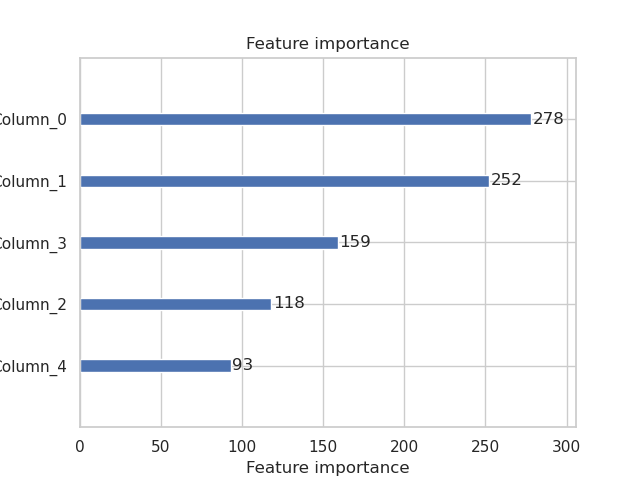 Feature importance
Column_0
278
Column_1
252
Column_3
159
Column_2
118
Column_4
93
0 50 100 150 200 250 300
Feature importance